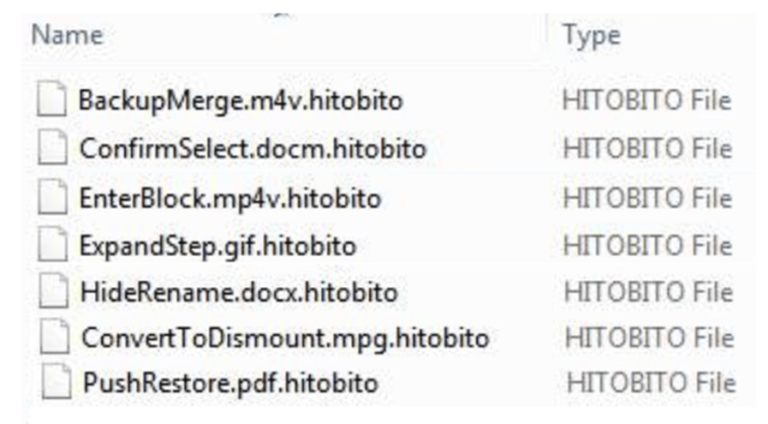 Name Type
BackupMerge.m4v.hitobito HITOBITO File
ConfirmSelect.docm.hitobito HITOBITO File
EnterBlock.mp4v.hitobito HITOBITO File
ExpandStep.gif.hitobito HITOBITO File
HideRename.docx.hitobito HITOBITO File
ConvertToDismount.mpg.hitobito HITOBITO File
PushRestore.pdf.hitobito HITOBITO File